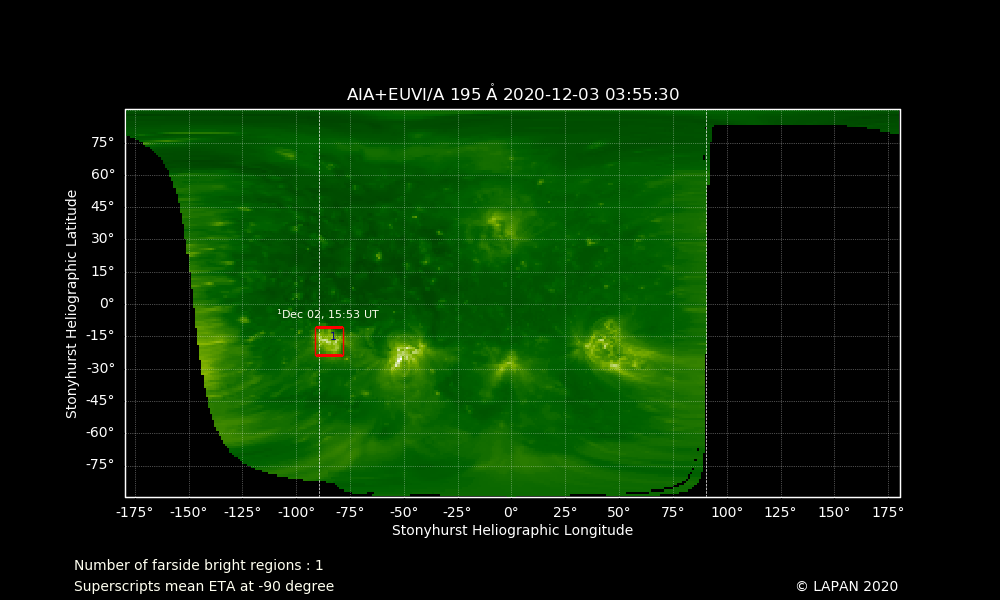 AIA+EUVI/A 195 Å 2020-12-03 03:55:30
Stonyhurst Heliographic Latitude
75°
60°
45°
30°
15°
0°
-15°
-30°
-45°
-60°
-75°
¹Dec 02, 15:53 UT
1
-175° -150° -125° -100° -75° -50° -25° 0° 25° 50° 75° 100° 125° 150° 175°
Stonyhurst Heliographic Longitude
Number of farside bright regions : 1
Superscripts mean ETA at -90 degree
© LAPAN 2020